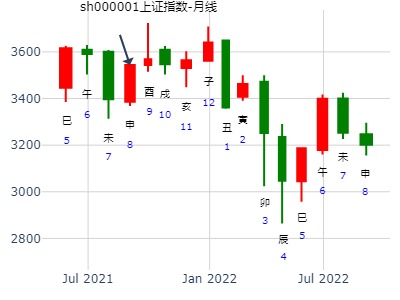 sh000001上证指数-月线
3600
3400
3200
3000
2800
巳
5
午
6
未
7
申
8
酉
9
戌
10
亥
11
子
12
丑
1
寅
2
卯
3
辰
4
巳
5
午
6
未
7
申
8
Jul 2021
Jan 2022
Jul 2022